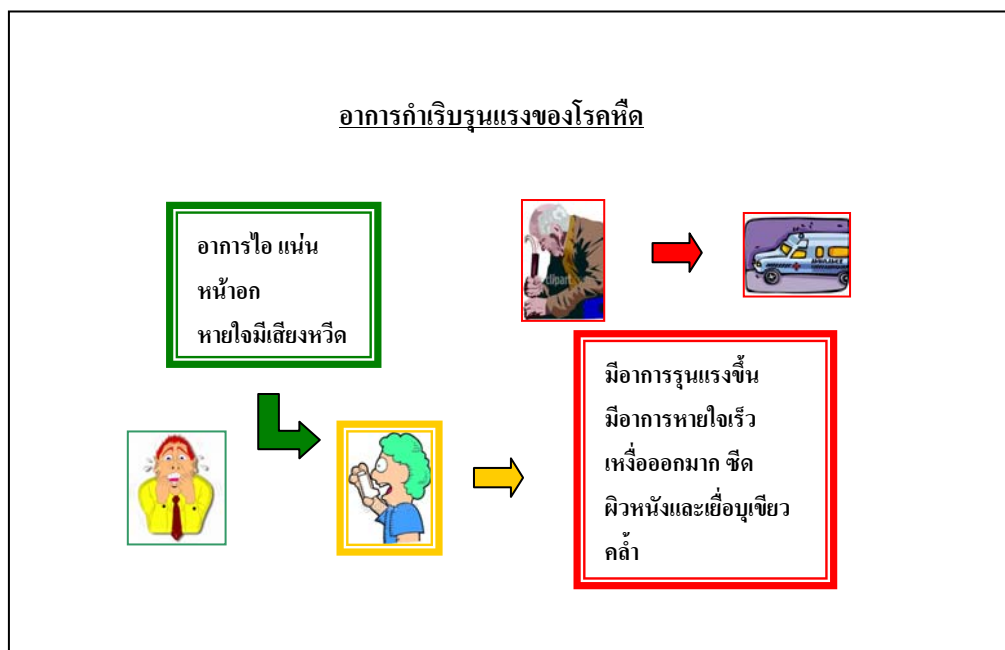 อาการกำเริบรุนแรงของโรคหืด
อาการไอ แน่น
หน้าอก
หายใจมีเสียงหวีด
clipart
AMBULANCE
มีอาการรุนแรงขึ้น
มีอาการหายใจเร็ว
เหงื่อออกมาก ซีด
ผิวหนังและเยื่อบุเขียว
คล้ำ